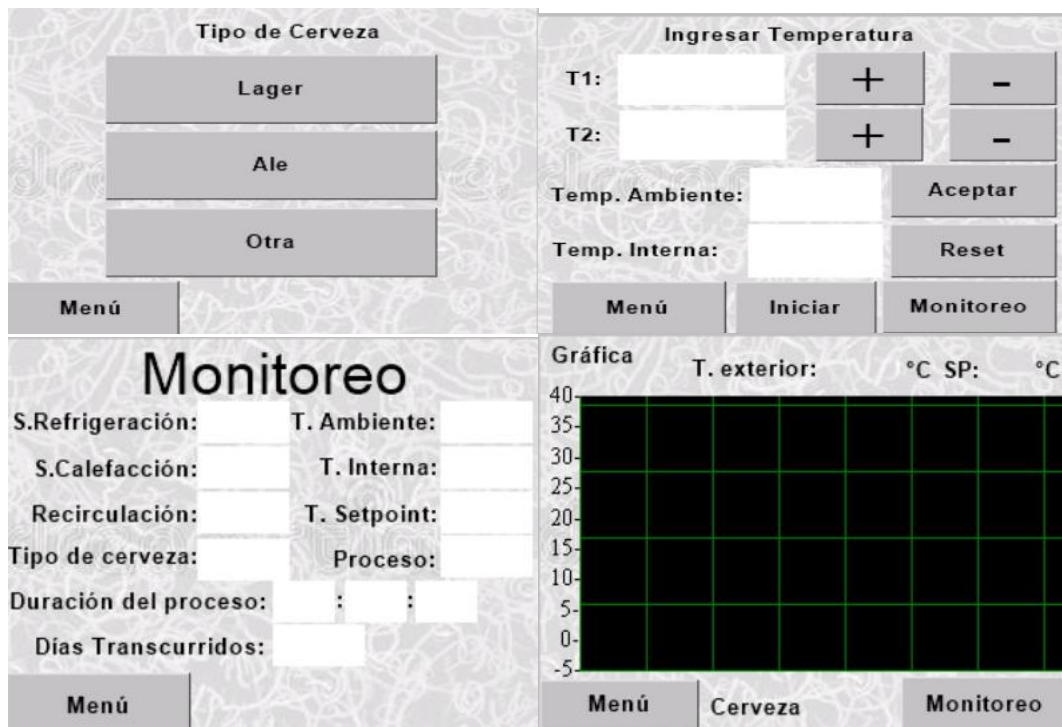 Tipo de Cerveza
Lager
Ale
Otra
Menú
Ingresar Temperatura
T1: + -
T2: + -
Temp. Ambiente: Aceptar
Temp. Interna: Reset
Menú Iniciar Monitoreo
Monitoreo
S.Refrigeración: T. Ambiente:
S.Calefacción: T. Interna:
Recirculación: T. Setpoint:
Tipo de cerveza: Proceso:
Duración del proceso: : :
Días Transcurridos:
Menú
Gráfica T. exterior: °C SP: °C
40
35
30
25
20
15
10
5
0
-5
Menú Cerveza Monitoreo